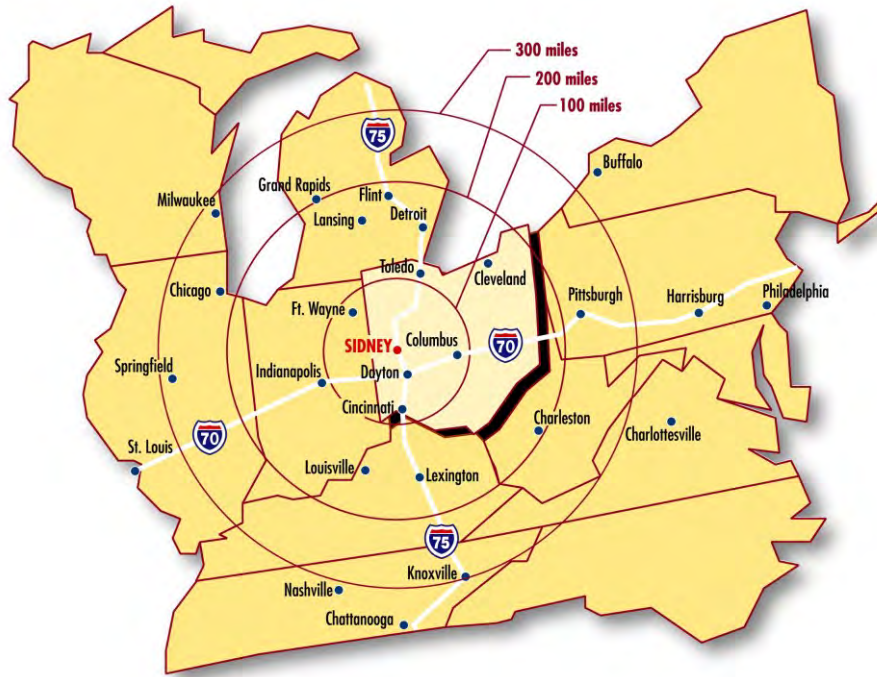 300 miles
200 miles
100 miles
75
Buffalo
Grand Rapids
Flint
Milwaukee
Lansing
Detroit
Toledo
Cleveland
Chicago
Ft. Wayne
Pittsburgh
Harrisburg
Philadelphia
SIDNEY
Columbus
70
Springfield
Indianapolis
Dayton
Cincinnati
Charleston
Charlottesville
St. Louis
70
Louisville
Lexington
75
Knoxville
Nashville
Chattanooga